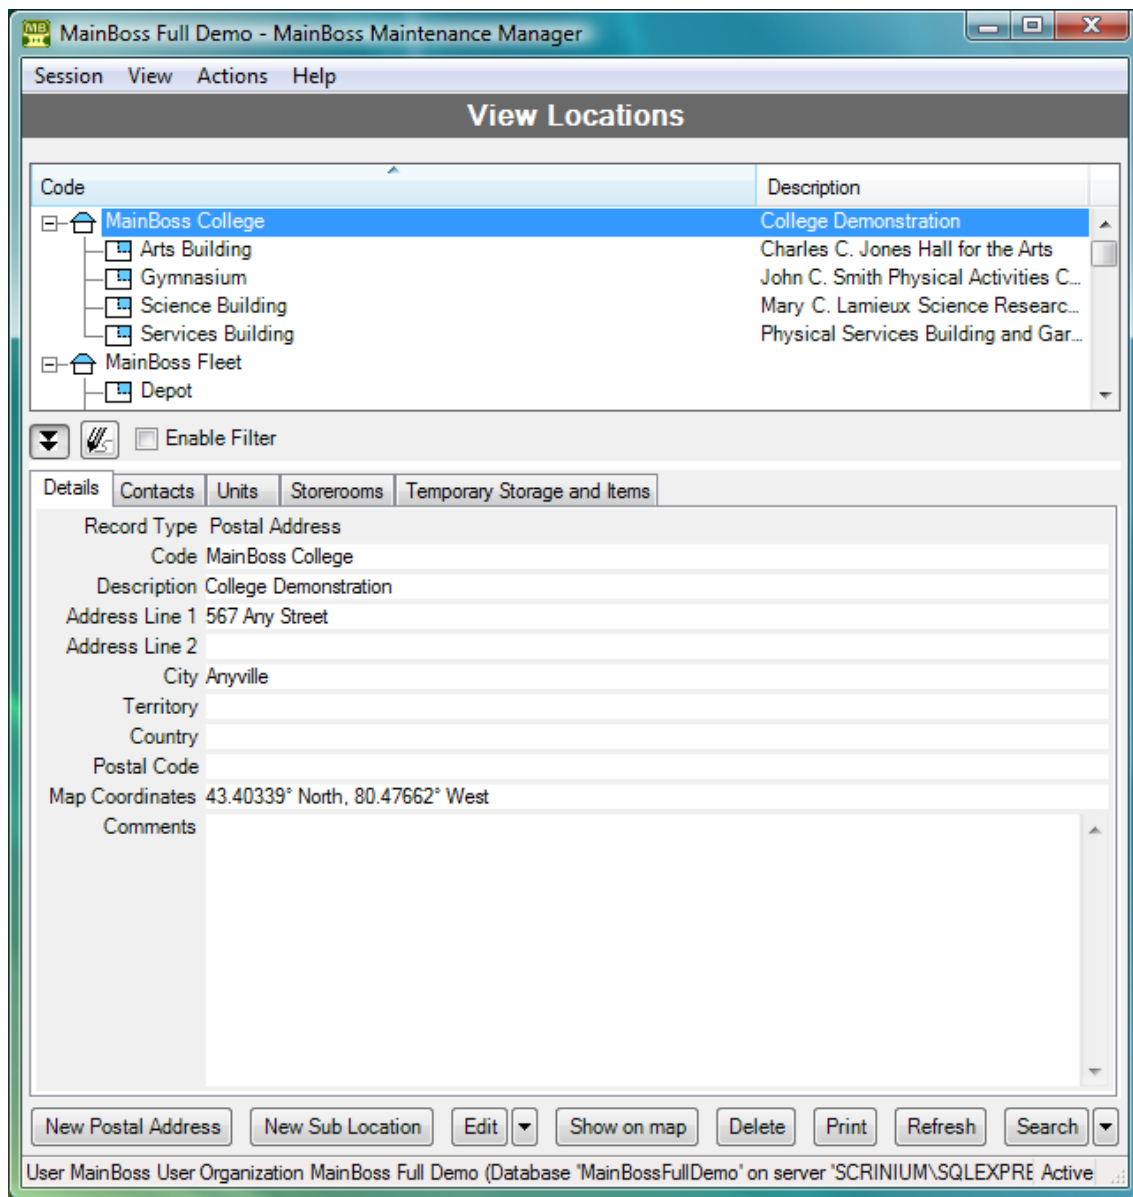 MB
MainBoss Full Demo - MainBoss Maintenance Manager
Session View Actions Help
View Locations
Code Description
MainBoss College College Demonstration
Arts Building Charles C. Jones Hall for the Arts
Gymnasium John C. Smith Physical Activities C...
Science Building Mary C. Lamieux Science Researc...
Services Building Physical Services Building and Gar...
MainBoss Fleet
Depot
Enable Filter
Details Contacts Units Storerooms Temporary Storage and Items
Record Type Postal Address
Code MainBoss College
Description College Demonstration
Address Line 1 567 Any Street
Address Line 2
City Anyville
Territory
Country
Postal Code
Map Coordinates 43.40339° North, 80.47662° West
Comments
New Postal Address New Sub Location Edit Show on map Delete Print Refresh Search
User MainBoss User Organization MainBoss Full Demo (Database 'MainBossFullDemo' on server 'SCRINIUM\SQLEXPRE Active